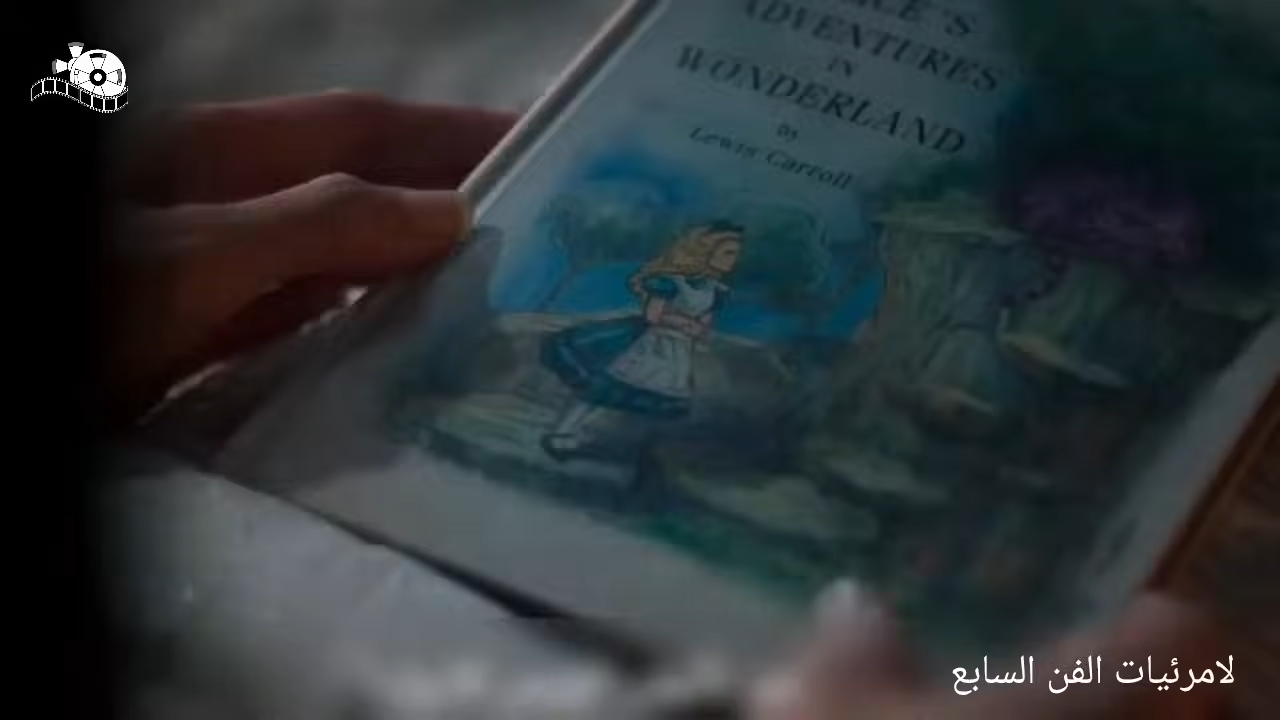 ADVENTURES
IN
WONDERLAND
by
Lewis Carroll
لامرئيات الفن السابع